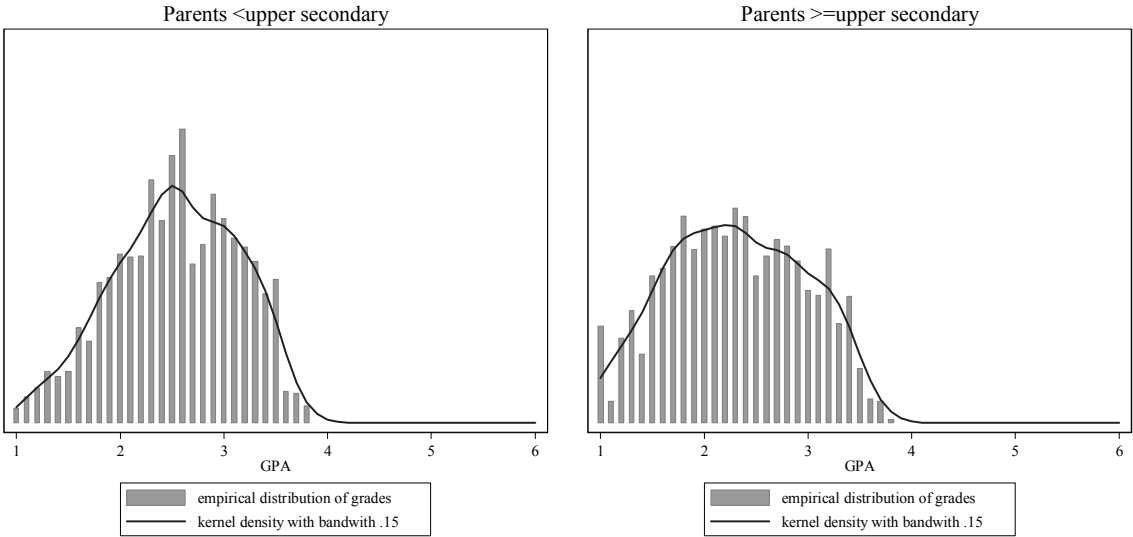 Parents <upper secondary
1 2 3 4 5 6
GPA
empirical distribution of grades
kernel density with bandwith .15
Parents >=upper secondary
1 2 3 4 5 6
GPA
empirical distribution of grades
kernel density with bandwith .15